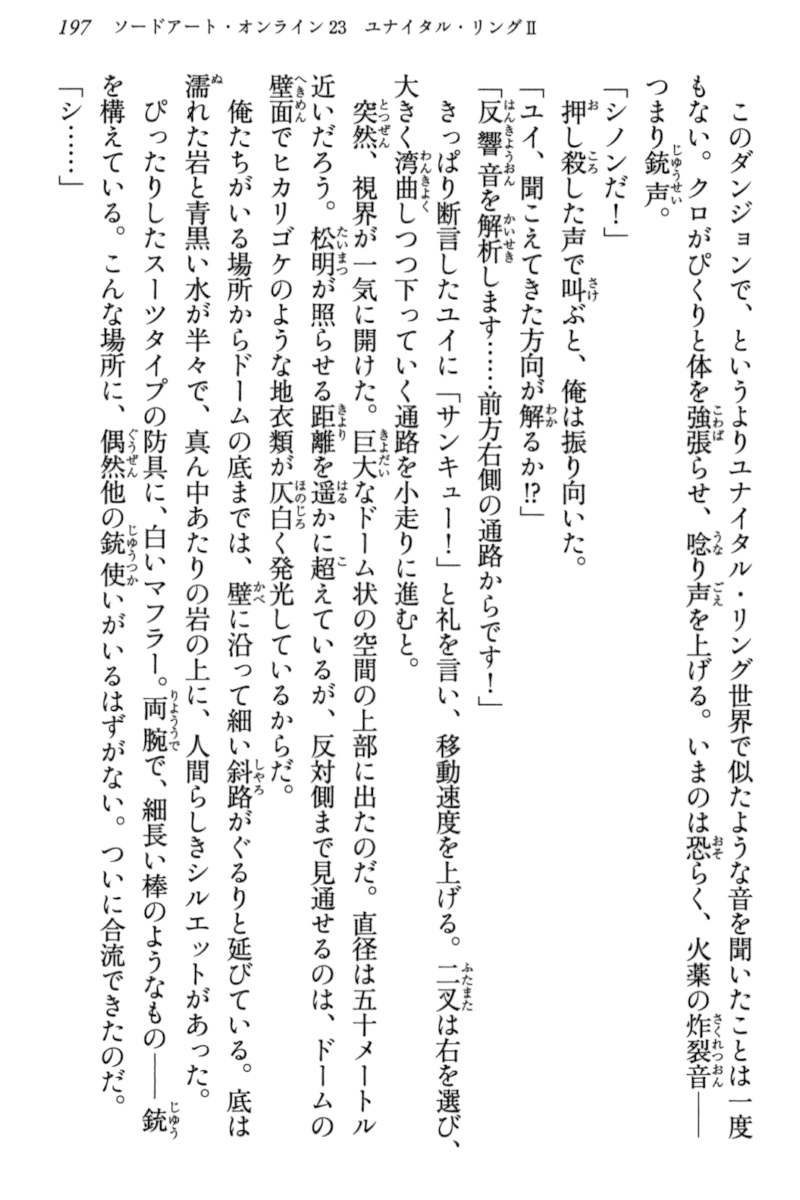 197　ソードアート・オンライン23　ユナイタル・リングⅡ
　このダンジョンで、というよりユナイタル・リング世界で似たような音を聞いたことは一度
もない。クロがぴくりと体を強張らせ、唸り声を上げる。いまのは恐らく、火薬の炸裂音――
つまり銃声。
「シノンだ！」
　押し殺した声で叫ぶと、俺は振り向いた。
「ユイ、聞こえてきた方向が解るか!?」
「反響音を解析します……前方右側の通路からです！」
　きっぱり断言したユイに「サンキュー！」と礼を言い、移動速度を上げる。二叉は右を選び、
大きく湾曲しつつ下っていく通路を小走りに進むと。
　突然、視界が一気に開けた。巨大なドーム状の空間の上部に出たのだ。直径は五十メートル
近いだろう。松明が照らせる距離を遥かに超えているが、反対側まで見通せるのは、ドームの
壁面でヒカリゴケのような地衣類が仄白く発光しているからだ。
　俺たちがいる場所からドームの底までは、壁に沿って細い斜路がぐるりと延びている。底は
濡れた岩と青黒い水が半々で、真ん中あたりの岩の上に、人間らしきシルエットがあった。
　ぴったりしたスーツタイプの防具に、白いマフラー。両腕で、細長い棒のようなもの――銃
を構えている。こんな場所に、偶然他の銃使いがいるはずがない。ついに合流できたのだ。
「シ……」